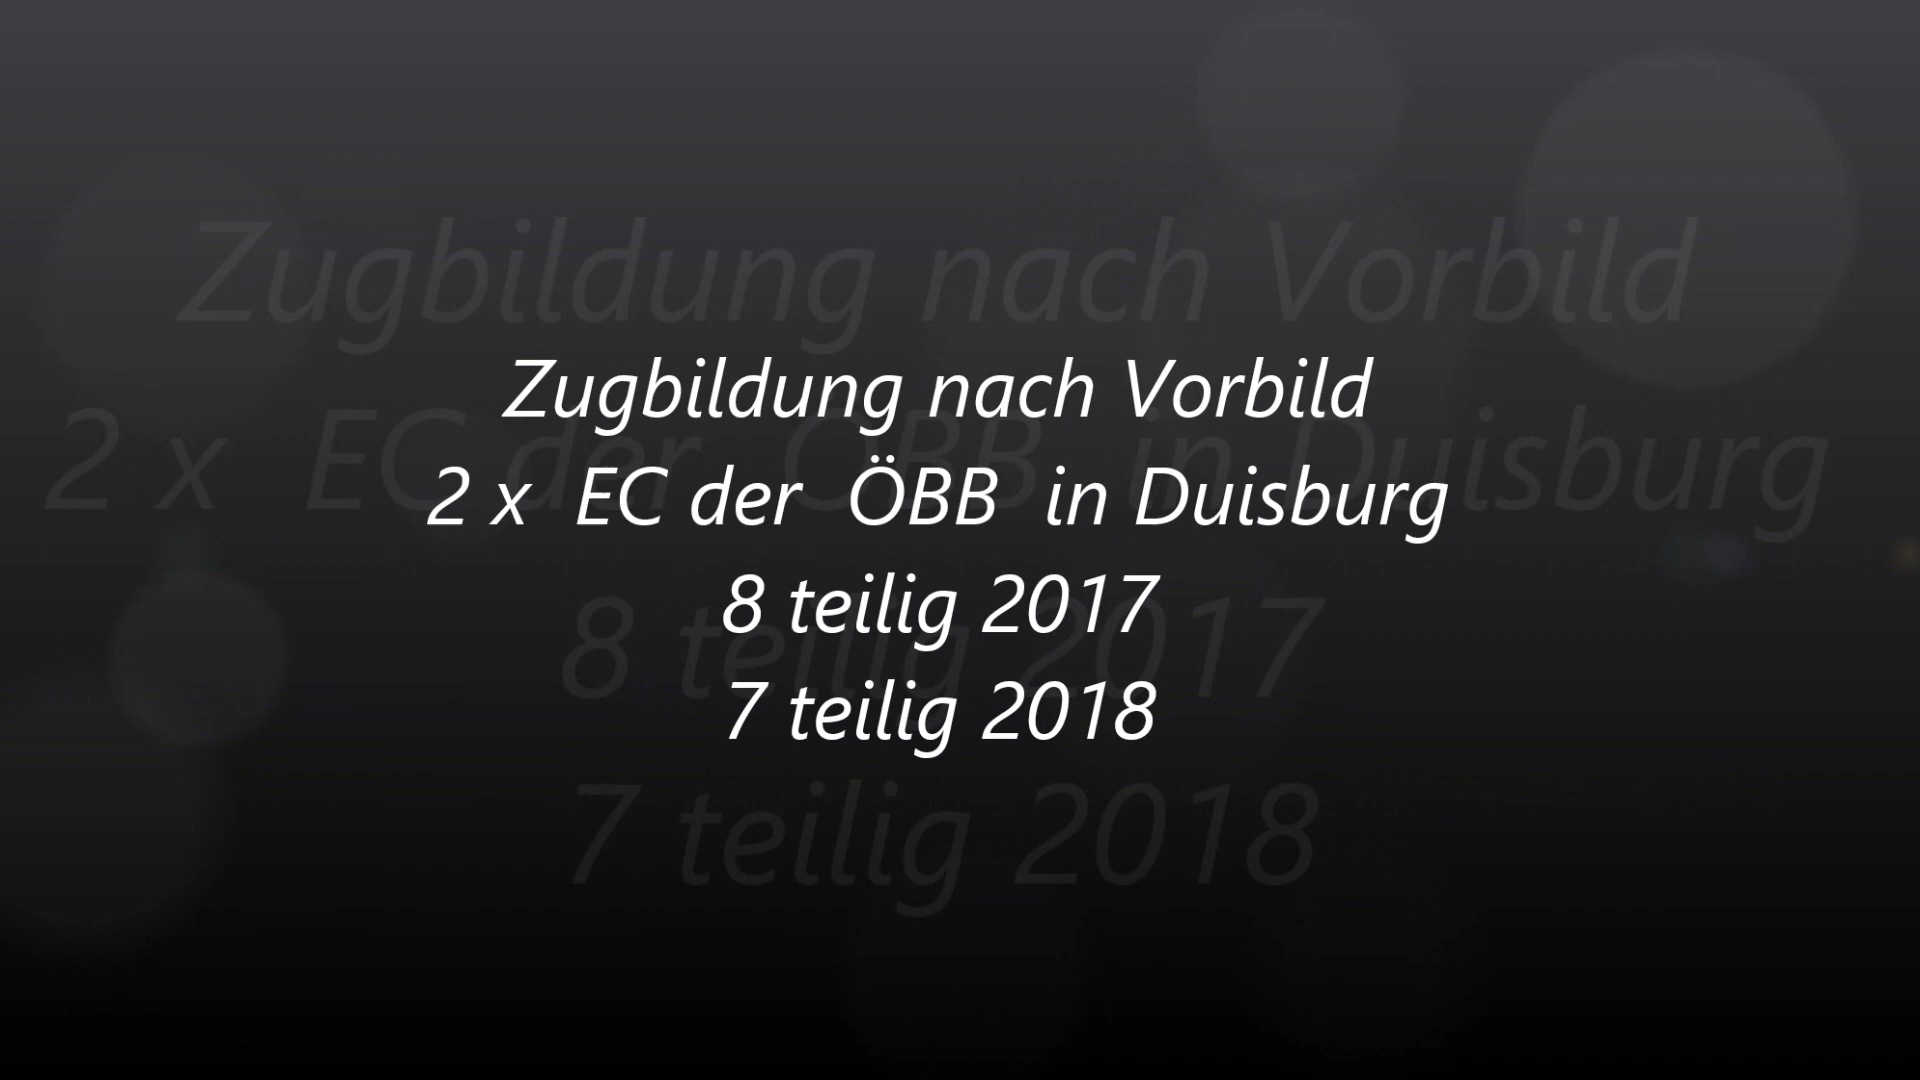 Zugbildung nach Vorbild
2 x EC der ÖBB in Duisburg
8 teilig 2017
7 teilig 2018